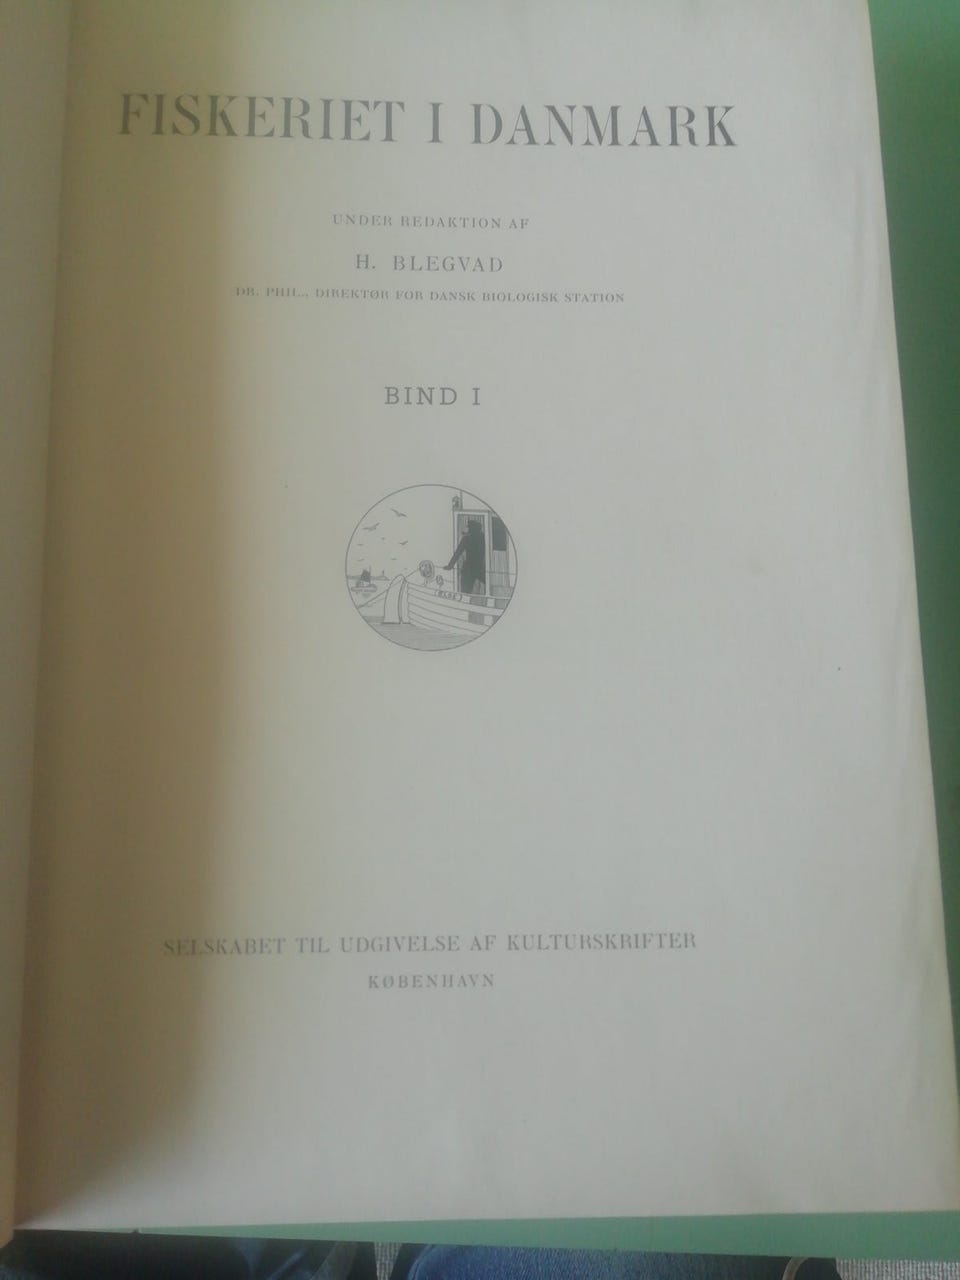 FISKERIET I DANMARK
UNDER REDAKTION AF
H. BLEGVAD
DR. PHIL., DIREKTØR FOR DANSK BIOLOGISK STATION
BIND I
SELSKABET TIL UDGIVELSE AF KULTURSKRIFTER
KØBENHAVN